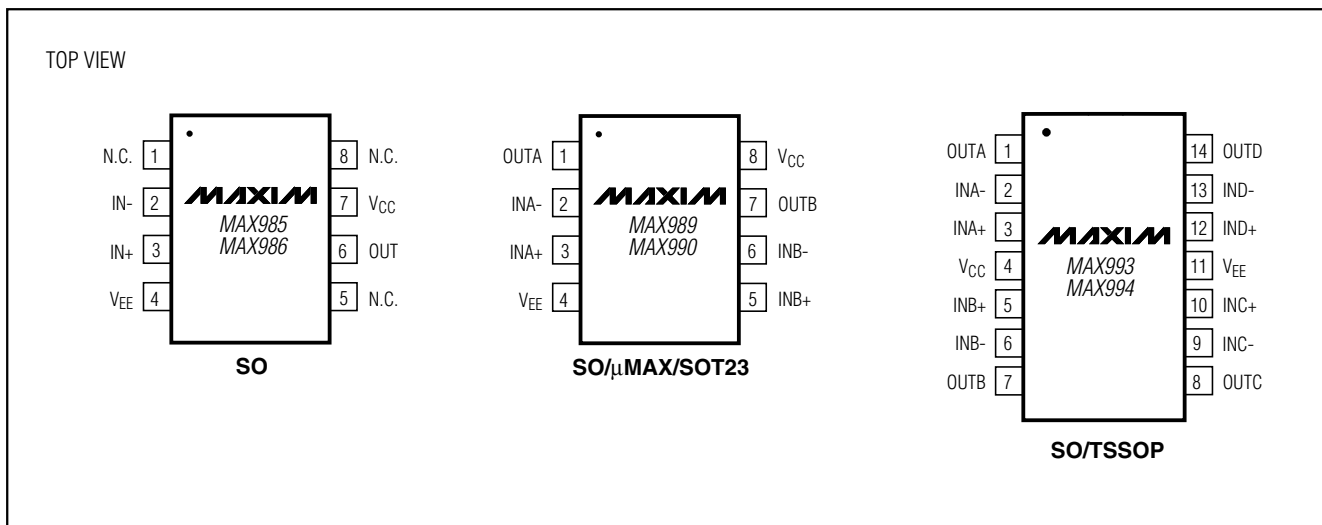 TOP VIEW
N.C. 1
IN- 2
IN+ 3
VEE 4
8 N.C.
7 VCC
6 OUT
5 N.C.
MAXIM
MAX985
MAX986
SO
OUTA 1
INA- 2
INA+ 3
VEE 4
8 VCC
7 OUTB
6 INB-
5 INB+
MAXIM
MAX989
MAX990
SO/μMAX/SOT23
OUTA 1
INA- 2
INA+ 3
VCC 4
INB+ 5
INB- 6
OUTB 7
14 OUTD
13 IND-
12 IND+
11 VEE
10 INC+
9 INC-
8 OUTC
MAXIM
MAX993
MAX994
SO/TSSOP